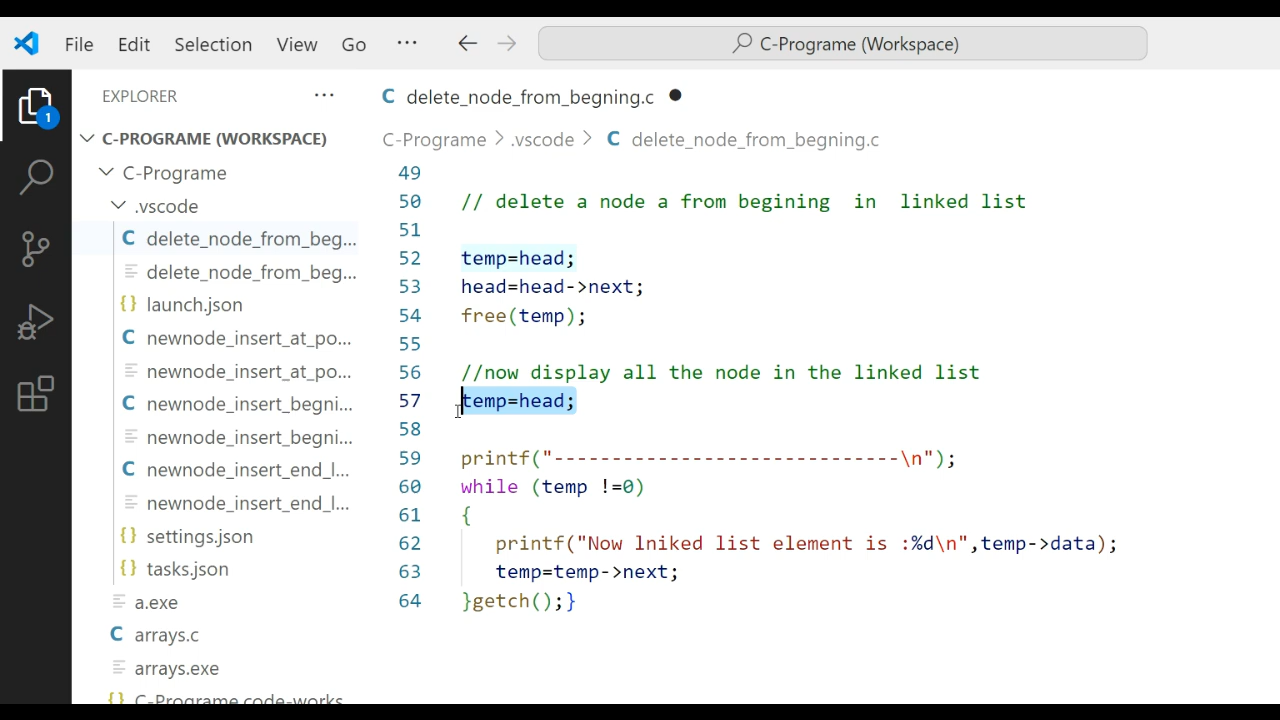 File Edit Selection View Go ··· C-Programe (Workspace)
EXPLORER ···
1
C-PROGRAME (WORKSPACE)
C-Programe
.vscode
C delete_node_from_beg...
delete_node_from_beg...
{} launch.json
C newnode_insert_at_po...
newnode_insert_at_po...
C newnode_insert_begni...
newnode_insert_begni...
C newnode_insert_end_l...
newnode_insert_end_l...
{} settings.json
{} tasks.json
a.exe
C arrays.c
arrays.exe
{} C-Programe.code-works...
C delete_node_from_begning.c
C-Programe > .vscode > C delete_node_from_begning.c
49
50 // delete a node a from begining in linked list
51
52 temp=head;
53 head=head->next;
54 free(temp);
55
56 //now display all the node in the linked list
57 temp=head;
58
59 printf("------------------------------\n");
60 while (temp !=0)
61 {
62 printf("Now lniked list element is :%d\n",temp->data);
63 temp=temp->next;
64 }getch();}